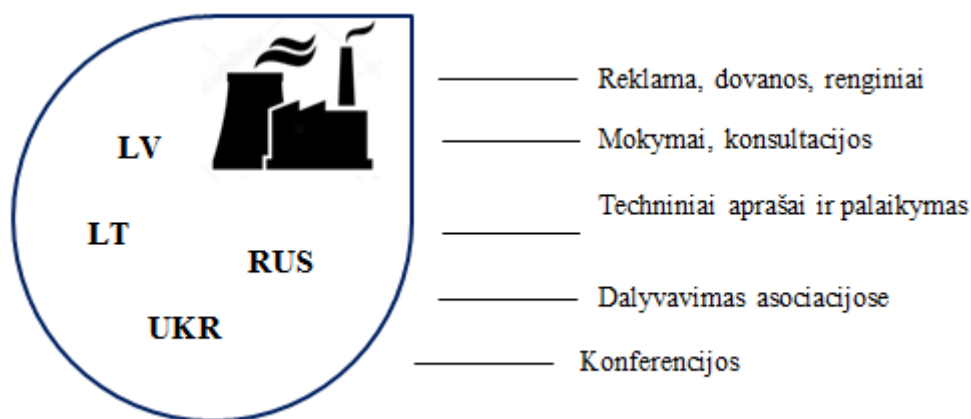 LV
LT
RUS
UKR
Reklama, dovanos, renginiai
Mokymai, konsultacijos
Techniniai aprašai ir palaikymas
Dalyvavimas asociacijose
Konferencijos